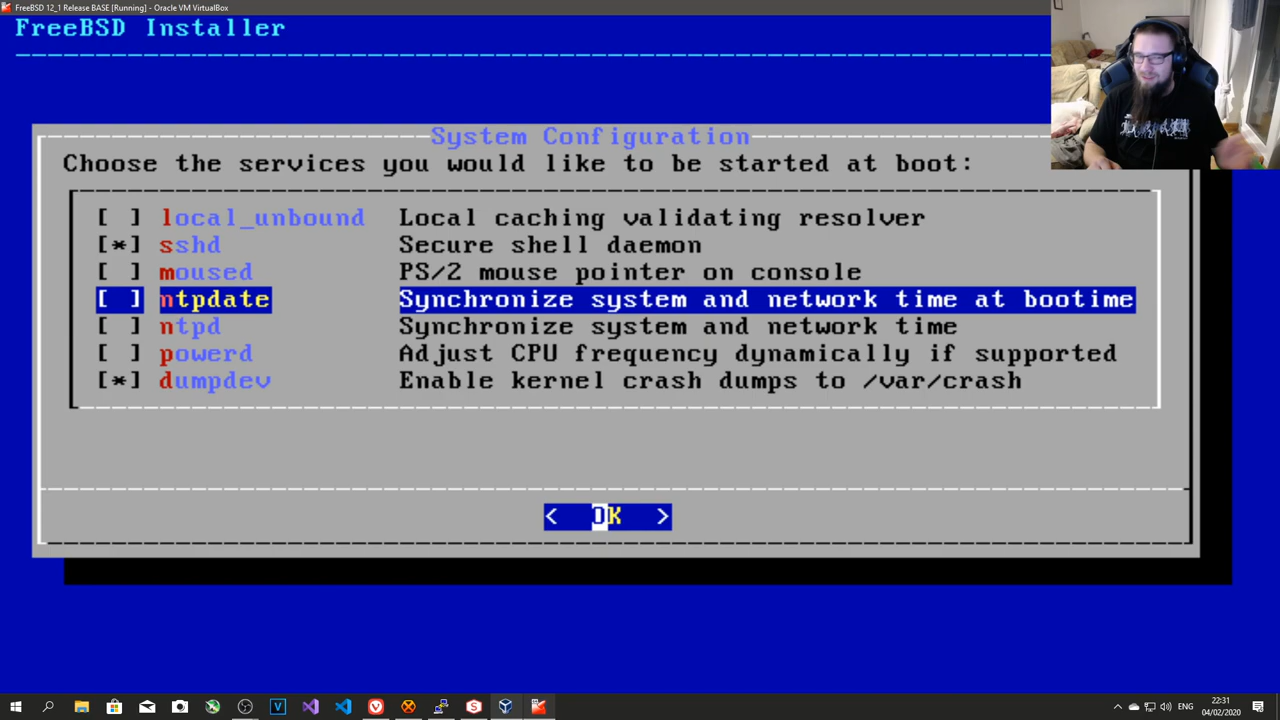 FreeBSD 12_1 Release BASE [Running] - Oracle VM VirtualBox
FreeBSD Installer
System Configuration
Choose the services you would like to be started at boot:
[ ] local_unbound Local caching validating resolver
[*] sshd Secure shell daemon
[ ] moused PS/2 mouse pointer on console
[ ] ntpdate Synchronize system and network time at bootime
[ ] ntpd Synchronize system and network time
[ ] powerd Adjust CPU frequency dynamically if supported
[*] dumpdev Enable kernel crash dumps to /var/crash
< OK >
ENG
22:31
04/02/2020